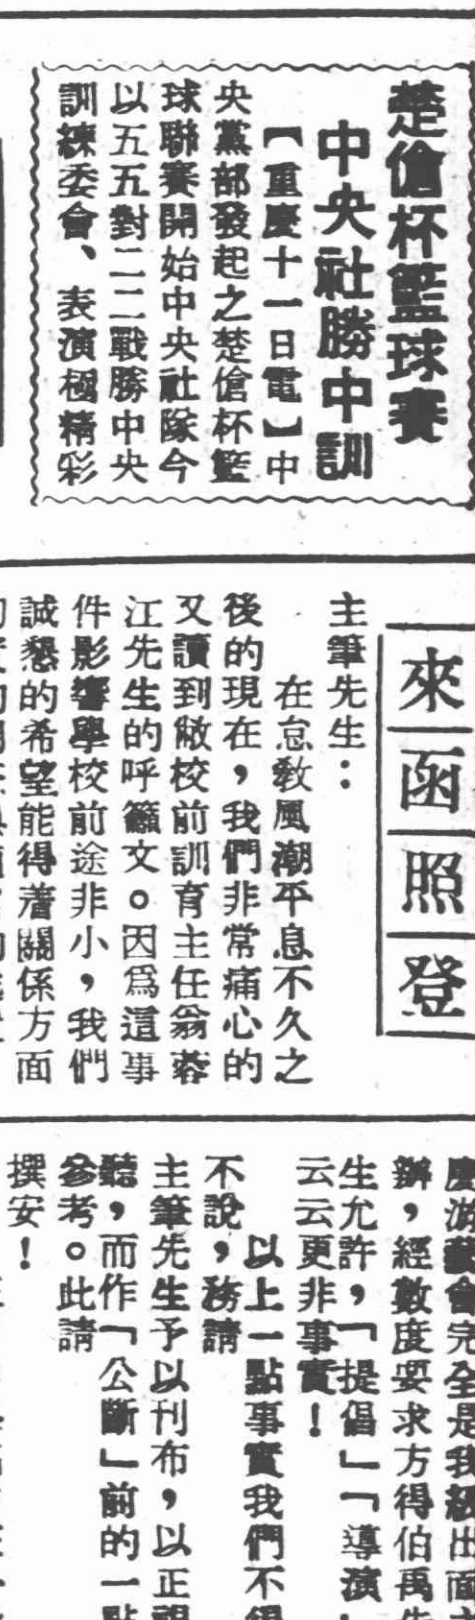 楚傖杯籃球賽
中央社勝中訓
【重慶十一日電】中
央黨部發起之楚傖杯籃
球聯賽開始中央社隊今
以五五對二二戰勝中央
訓練委會、表演極精彩
來函照登
主筆先生：
在怠教風潮平息不久之
後的現在，我們非常痛心的
又讀到敝校前訓育主任翁蓉
江先生的呼籲文。因爲這事
件影響學校前途非小，我們
誠懇的希望能得着關係方面
會完全是我級出面
辦，經數度要求方得伯禹
生允許，「提倡」「導演
云云更非事實！
以上一點事實我們不
不說，務請
主筆先生予以刊布，以正
聽，而作「公斷」前的一點
參考。此請
撰安！